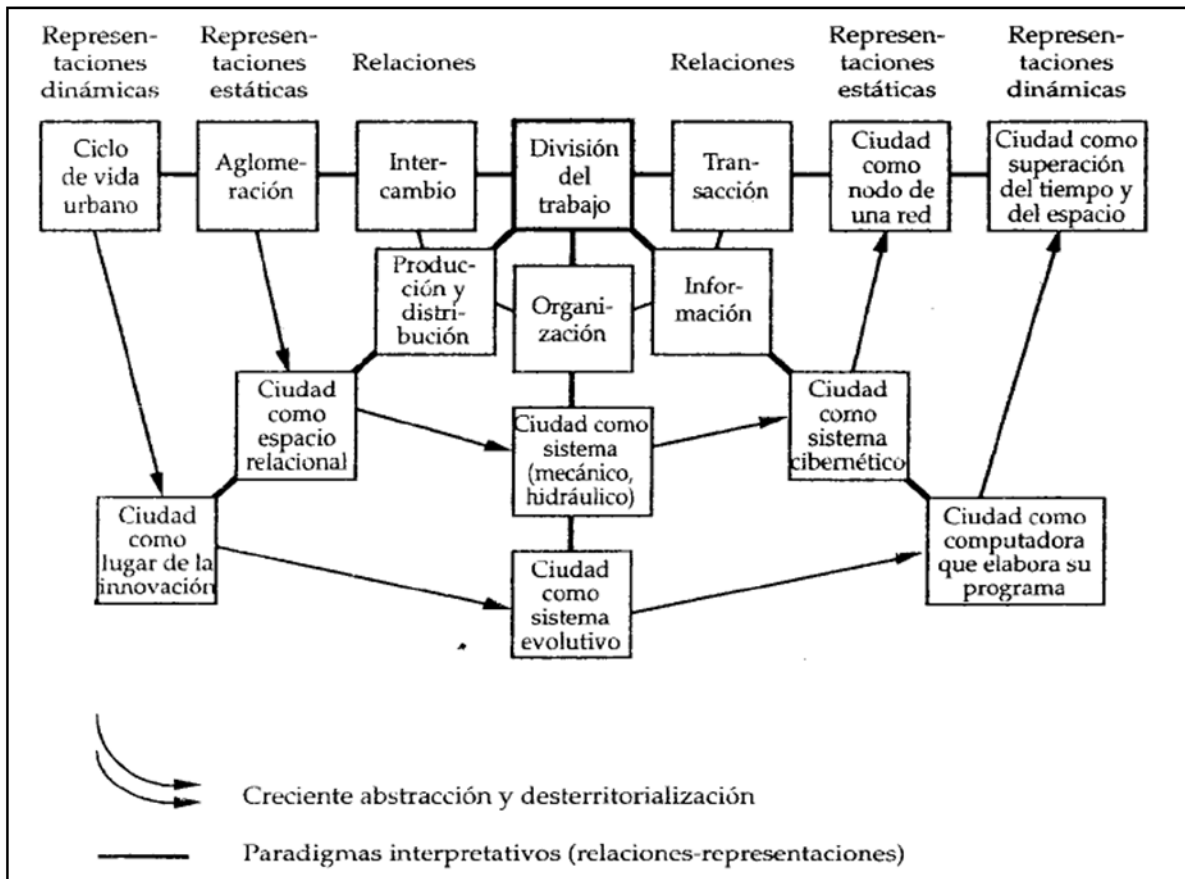 Represen-
taciones
dinámicas
Represen-
taciones
estáticas
Relaciones
Relaciones
Represen-
taciones
estáticas
Represen-
taciones
dinámicas
Ciclo
de vida
urbano
Aglome-
ración
Inter-
cambio
División
del
trabajo
Tran-
sacción
Ciudad
como
nodo de
una red
Ciudad como
superación
del tiempo y
del espacio
Produc-
ción y
distri-
bución
Organi-
zación
Infor-
mación
Ciudad
como
espacio
relacional
Ciudad como
sistema
(mecánico,
hidráulico)
Ciudad
como
sistema
cibernético
Ciudad
como
lugar de la
innovación
Ciudad
como
sistema
evolutivo
Ciudad como
computadora
que elabora su
programa
Creciente abstracción y desterritorialización
Paradigmas interpretativos (relaciones-representaciones)